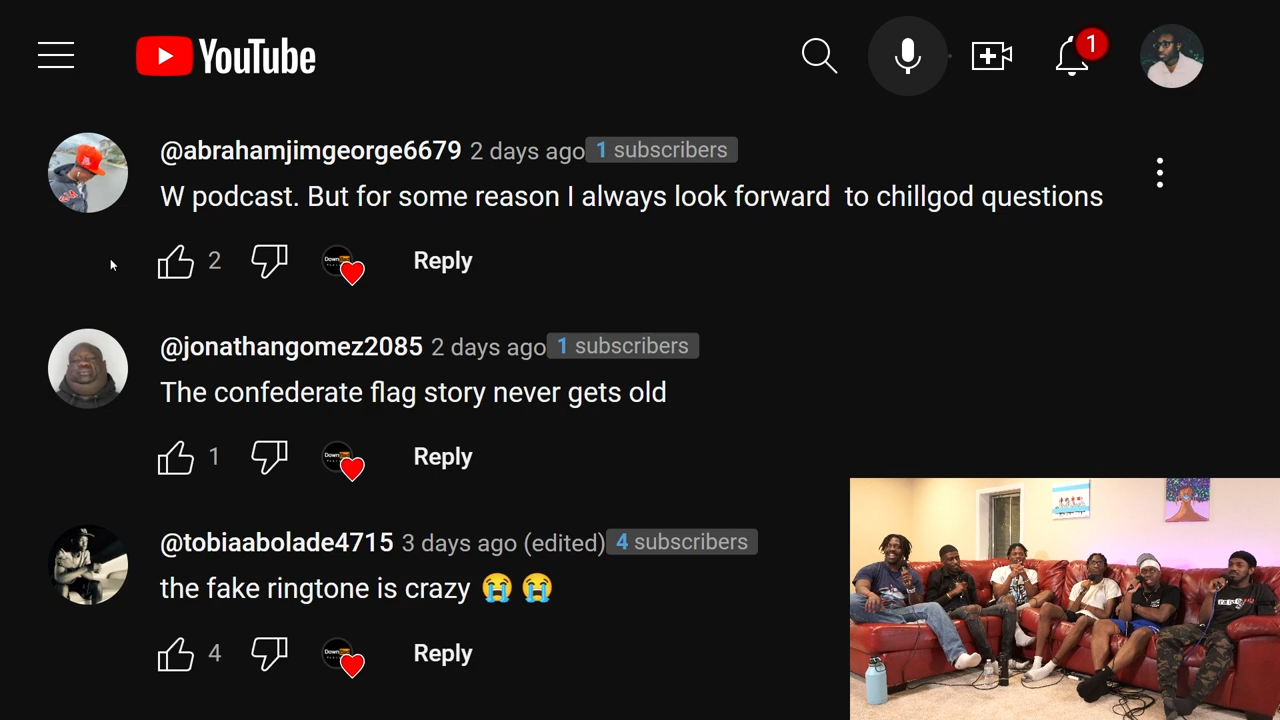 YouTube
1
@abrahamjimgeorge6679 2 days ago 1 subscribers
W podcast. But for some reason I always look forward to chillgod questions
2 Reply
@jonathangomez2085 2 days ago 1 subscribers
The confederate flag story never gets old
1 Reply
@tobiaabolade4715 3 days ago (edited) 4 subscribers
the fake ringtone is crazy 😭 😭
4 Reply